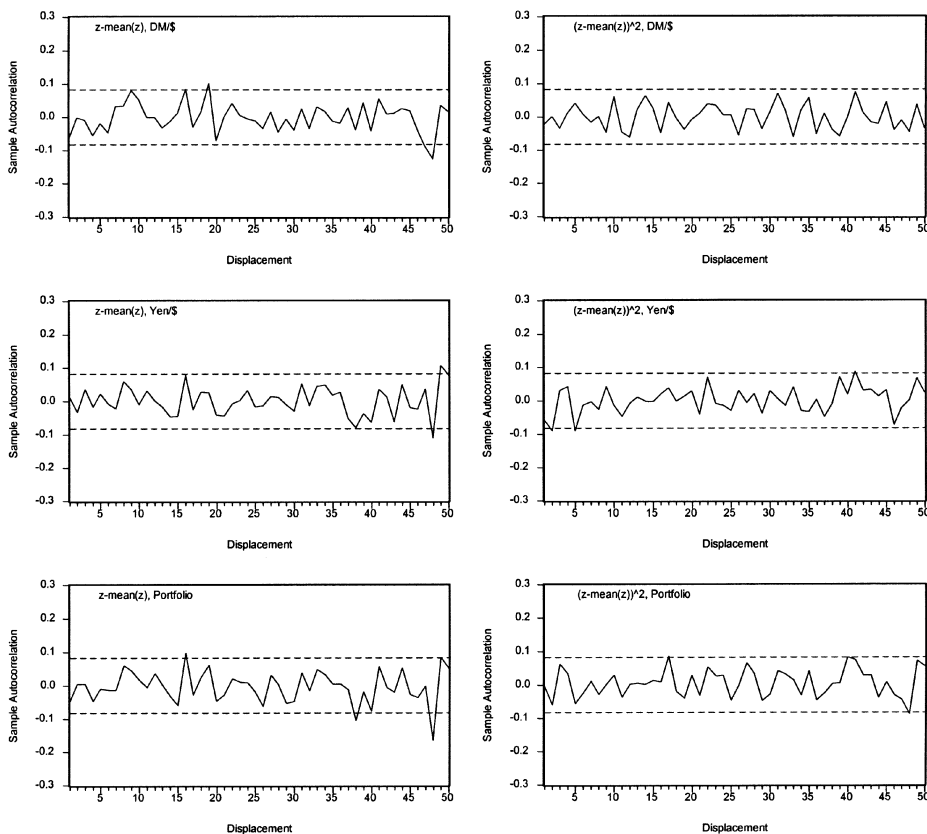 z-mean(z), DM/$
Sample Autocorrelation
0.3
0.2
0.1
0.0
-0.1
-0.2
-0.3
5 10 15 20 25 30 35 40 45 50
Displacement
(z-mean(z))^2, DM/$
Sample Autocorrelation
0.3
0.2
0.1
0.0
-0.1
-0.2
-0.3
5 10 15 20 25 30 35 40 45 50
Displacement
z-mean(z), Yen/$
Sample Autocorrelation
0.3
0.2
0.1
0.0
-0.1
-0.2
-0.3
5 10 15 20 25 30 35 40 45 50
Displacement
(z-mean(z))^2, Yen/$
Sample Autocorrelation
0.3
0.2
0.1
0.0
-0.1
-0.2
-0.3
5 10 15 20 25 30 35 40 45 50
Displacement
z-mean(z), Portfolio
Sample Autocorrelation
0.3
0.2
0.1
0.0
-0.1
-0.2
-0.3
5 10 15 20 25 30 35 40 45 50
Displacement
(z-mean(z))^2, Portfolio
Sample Autocorrelation
0.3
0.2
0.1
0.0
-0.1
-0.2
-0.3
5 10 15 20 25 30 35 40 45 50
Displacement